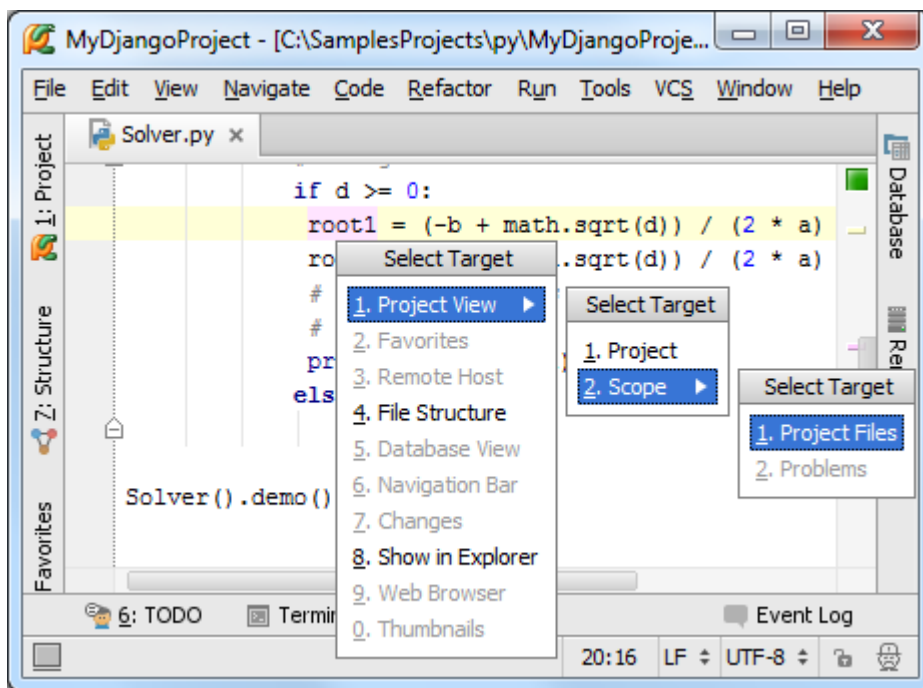 MyDjangoProject - [C:\SamplesProjects\py\MyDjangoProje...
File Edit View Navigate Code Refactor Run Tools VCS Window Help
Solver.py
1: Project
Z: Structure
Favorites
Database
if d >= 0:
root1 = (-b + math.sqrt(d)) / (2 * a)
ro .sqrt(d)) / (2 * a)
#
#
pr
els
Solver().demo()
Select Target
1. Project View
2. Favorites
3. Remote Host
4. File Structure
5. Database View
6. Navigation Bar
7. Changes
8. Show in Explorer
9. Web Browser
0. Thumbnails
Select Target
1. Project
2. Scope
Select Target
1. Project Files
2. Problems
6: TODO Termin Event Log
20:16 LF UTF-8